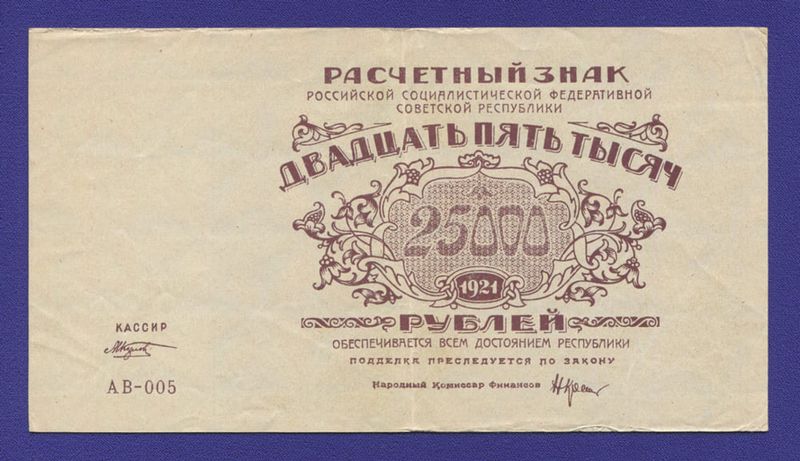 РАСЧЕТНЫЙ ЗНАК
РОССИЙСКОЙ СОЦИАЛИСТИЧЕСКОЙ ФЕДЕРАТИВНОЙ
СОВЕТСКОЙ РЕСПУБЛИКИ
ДВАДЦАТЬ ПЯТЬ ТЫСЯЧ
25000
1921
РУБЛЕЙ
ОБЕСПЕЧИВАЕТСЯ ВСЕМ ДОСТОЯНИЕМ РЕСПУБЛИКИ
ПОДДЕЛКА ПРЕСЛЕДУЕТСЯ ПО ЗАКОНУ
Народный Комиссар Финансов
КАССИР
АВ-005